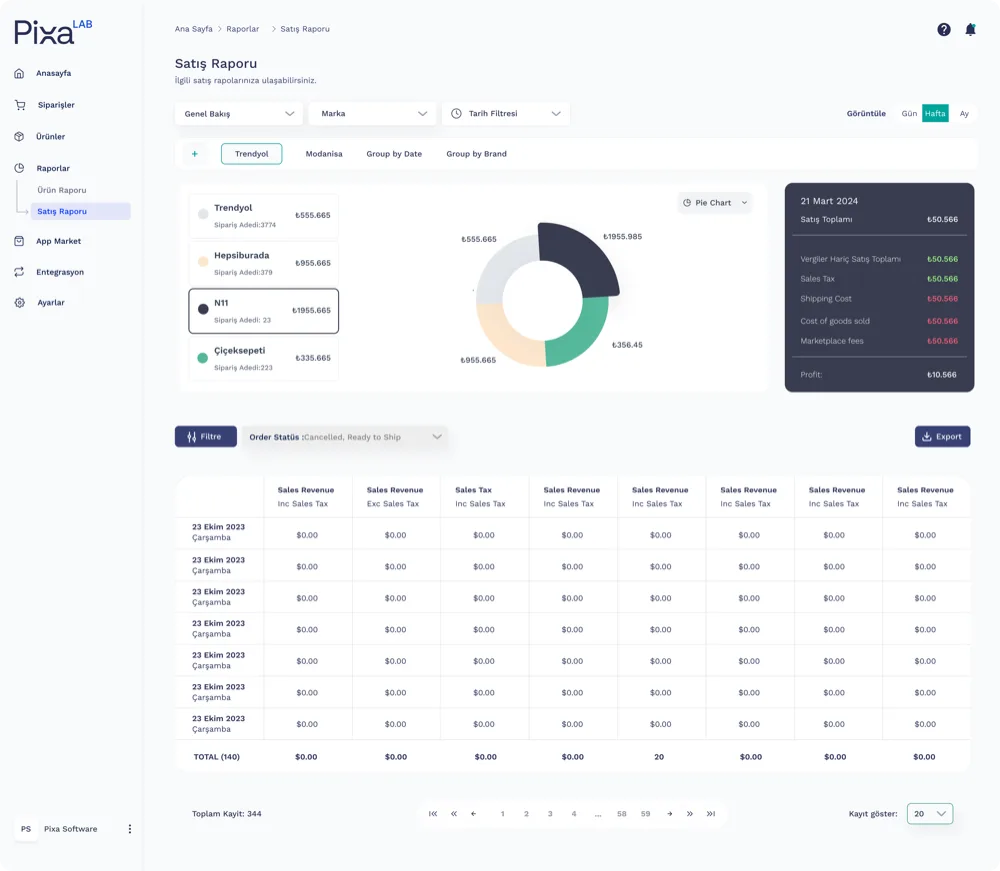 Pixa LAB
Anasayfa
Siparişler
Ürünler
Raporlar
Ürün Raporu
Satış Raporu
App Market
Entegrasyon
Ayarlar
PS Pixa Software
Ana Sayfa > Raporlar > Satış Raporu
Satış Raporu
İlgili satış rapolarınıza ulaşabilirsiniz.
Genel Bakış Marka Tarih Filtresi Görüntüle Gün Hafta Ay
+ Trendyol Modanisa Group by Date Group by Brand
Trendyol
Sipariş Adedi:3774
₺555.665
Hepsiburada
Sipariş Adedi:379
₺955.665
N11
Sipariş Adedi: 23
₺1955.665
Çiçeksepeti
Sipariş Adedi:223
₺335.665
Pie Chart
₺555.665
₺1955.985
₺955.665
₺356.45
21 Mart 2024
Satış Toplamı ₺50.566
Vergiler Hariç Satış Toplamı ₺50.566
Sales Tax ₺50.566
Shipping Cost ₺50.566
Cost of goods sold ₺50.566
Marketplace fees ₺50.566
Profit: ₺10.566
Filtre
Order Statüs :Cancelled, Ready to Ship
Export
Sales Revenue Sales Revenue Sales Tax Sales Revenue Sales Revenue Sales Revenue Sales Revenue Sales Revenue
Inc Sales Tax Exc Sales Tax Inc Sales Tax Inc Sales Tax Inc Sales Tax Inc Sales Tax Inc Sales Tax Inc Sales Tax
23 Ekim 2023
Çarşamba
$0.00 $0.00 $0.00 $0.00 $0.00 $0.00 $0.00 $0.00
23 Ekim 2023
Çarşamba
$0.00 $0.00 $0.00 $0.00 $0.00 $0.00 $0.00 $0.00
23 Ekim 2023
Çarşamba
$0.00 $0.00 $0.00 $0.00 $0.00 $0.00 $0.00 $0.00
23 Ekim 2023
Çarşamba
$0.00 $0.00 $0.00 $0.00 $0.00 $0.00 $0.00 $0.00
23 Ekim 2023
Çarşamba
$0.00 $0.00 $0.00 $0.00 $0.00 $0.00 $0.00 $0.00
23 Ekim 2023
Çarşamba
$0.00 $0.00 $0.00 $0.00 $0.00 $0.00 $0.00 $0.00
23 Ekim 2023
Çarşamba
$0.00 $0.00 $0.00 $0.00 $0.00 $0.00 $0.00 $0.00
TOTAL (140) $0.00 $0.00 $0.00 $0.00 20 $0.00 $0.00 $0.00
Toplam Kayit: 344
1 2 3 4 ... 58 59
Kayıt göster: 20